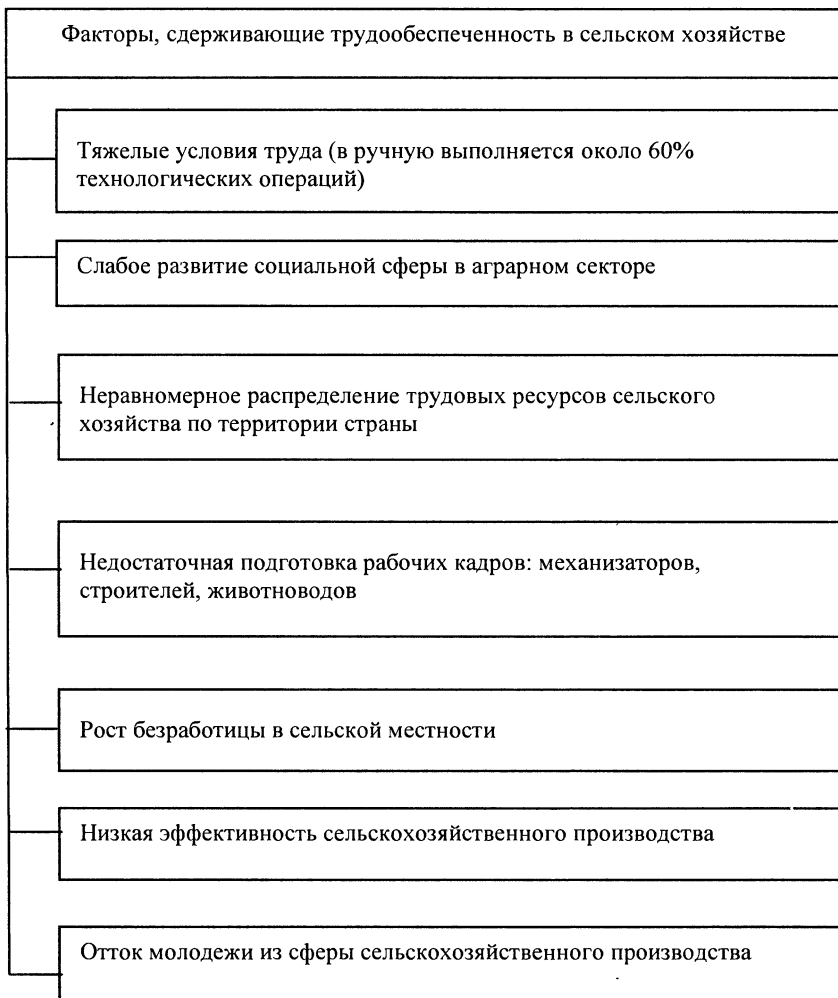 Факторы, сдерживающие трудообеспеченность в сельском хозяйстве
Тяжелые условия труда (в ручную выполняется около 60%
технологических операций)
Слабое развитие социальной сферы в аграрном секторе
Неравномерное распределение трудовых ресурсов сельского
хозяйства по территории страны
Недостаточная подготовка рабочих кадров: механизаторов,
строителей, животноводов
Рост безработицы в сельской местности
Низкая эффективность сельскохозяйственного производства
Отток молодежи из сферы сельскохозяйственного производства